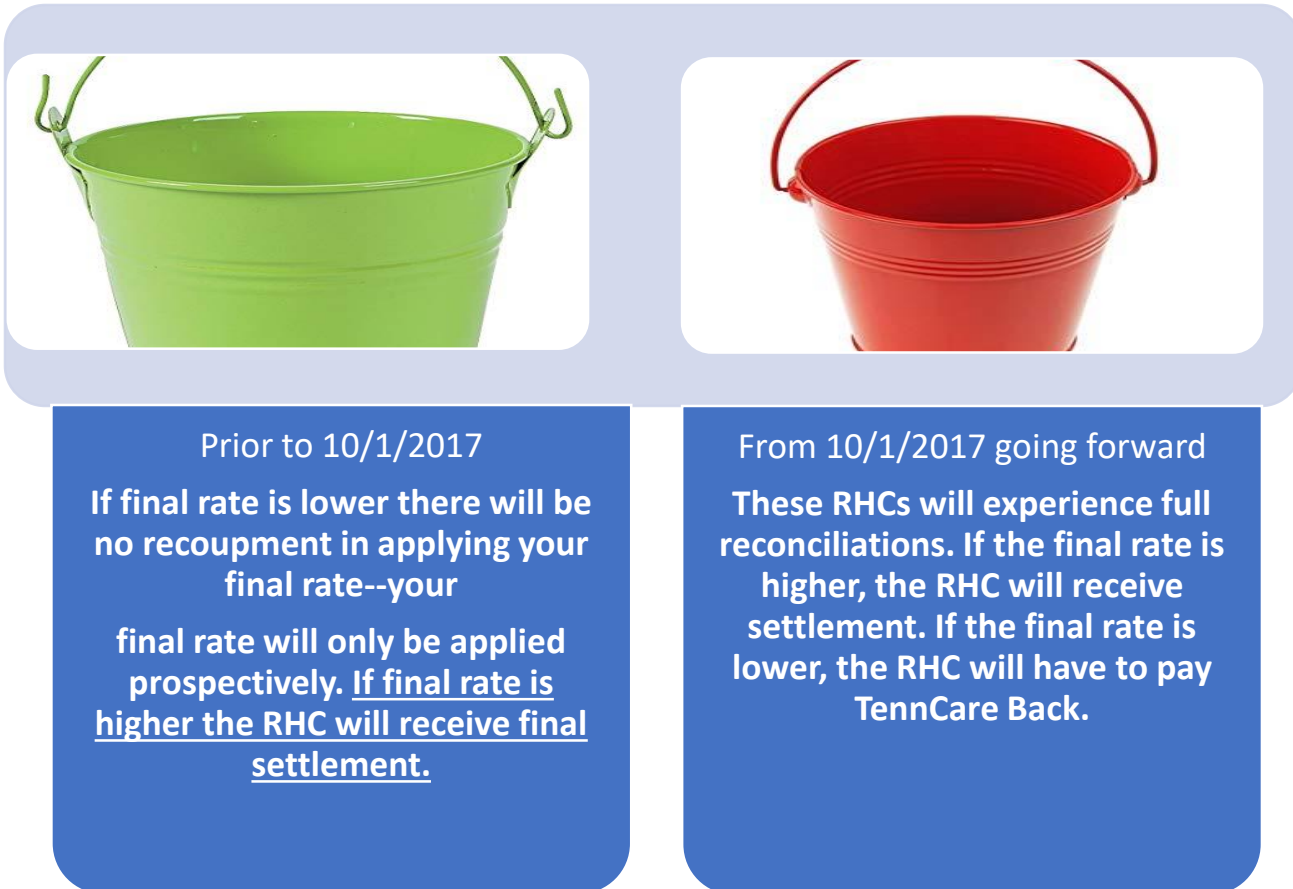 Prior to 10/1/2017
If final rate is lower there will be
no recoupment in applying your
final rate--your
final rate will only be applied
prospectively. If final rate is
higher the RHC will receive final
settlement.
From 10/1/2017 going forward
These RHCs will experience full
reconciliations. If the final rate is
higher, the RHC will receive
settlement. If the final rate is
lower, the RHC will have to pay
TennCare Back.